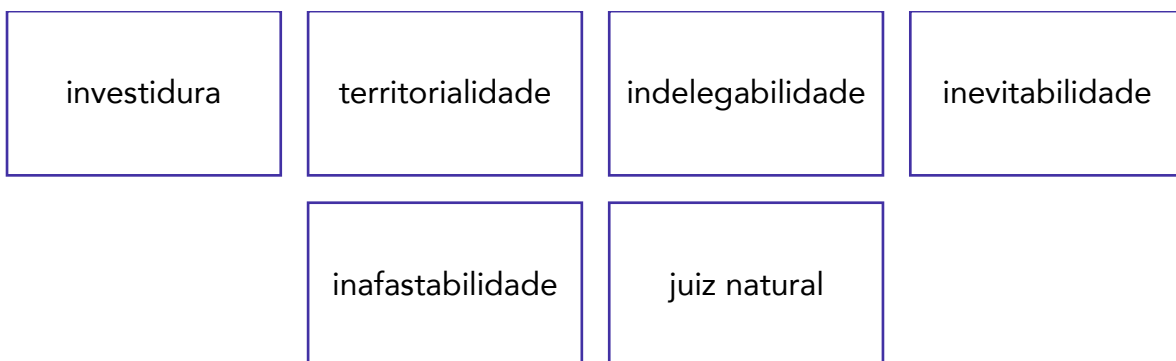 investidura
territorialidade
indelegabilidade
inevitabilidade
inafastabilidade
juiz natural